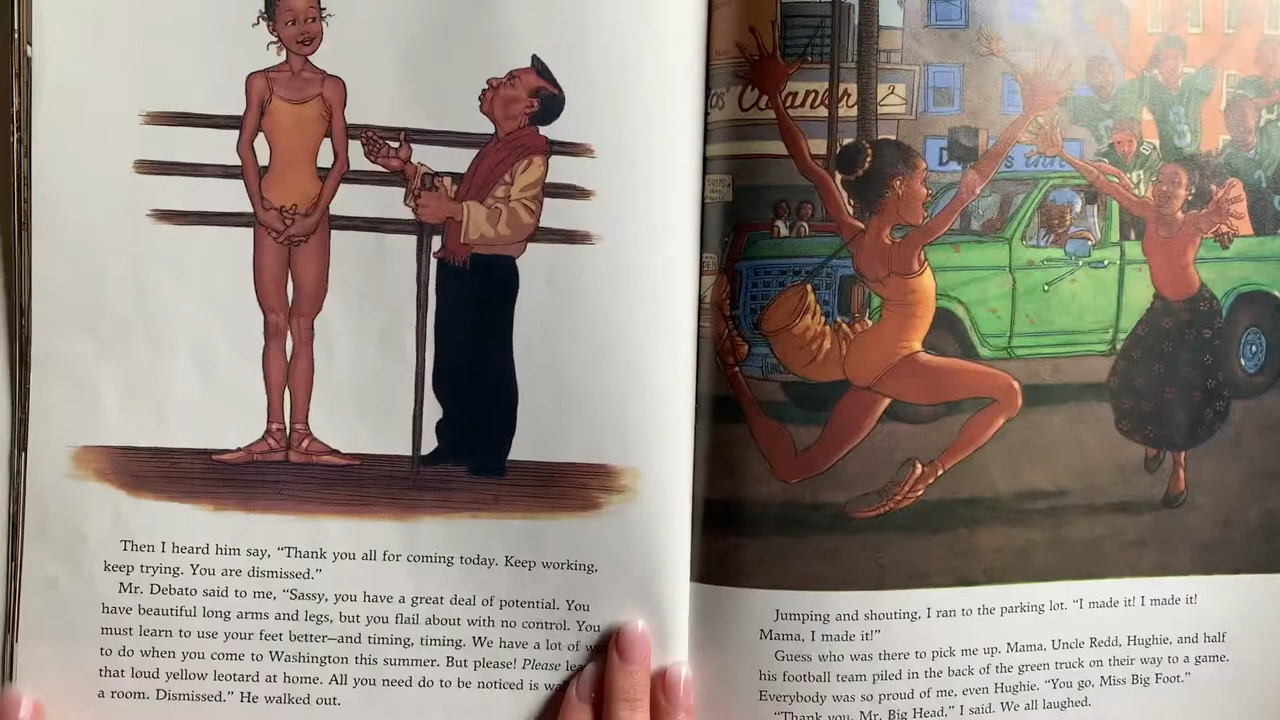 Then I heard him say, “Thank you all for coming today. Keep working,
keep trying. You are dismissed.”
Mr. Debato said to me, “Sassy, you have a great deal of potential. You
have beautiful long arms and legs, but you flail about with no control. You
must learn to use your feet better—and timing, timing. We have a lot of
to do when you come to Washington this summer. But please! Please
that loud yellow leotard at home. All you need do to be noticed is
a room. Dismissed.” He walked out.
Cleaner
Inn
Jumping and shouting, I ran to the parking lot. “I made it! I made it!
Mama, I made it!”
Guess who was there to pick me up. Mama, Uncle Redd, Hughie, and half
his football team piled in the back of the green truck on their way to a game.
Everybody was so proud of me, even Hughie. “You go, Miss Big Foot.”
“Thank you, Mr. Big Head,” I said. We all laughed.